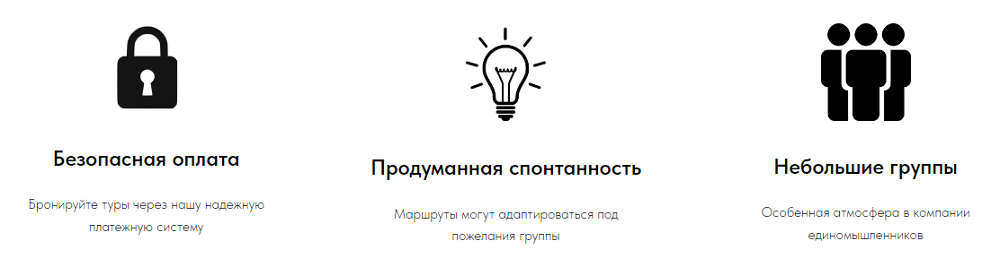 Безопасная оплата
Бронируйте туры через нашу надежную
платежную систему
Продуманная спонтанность
Маршруты могут адаптироваться под
пожелания группы
Небольшие группы
Особенная атмосфера в компании
единомышленников